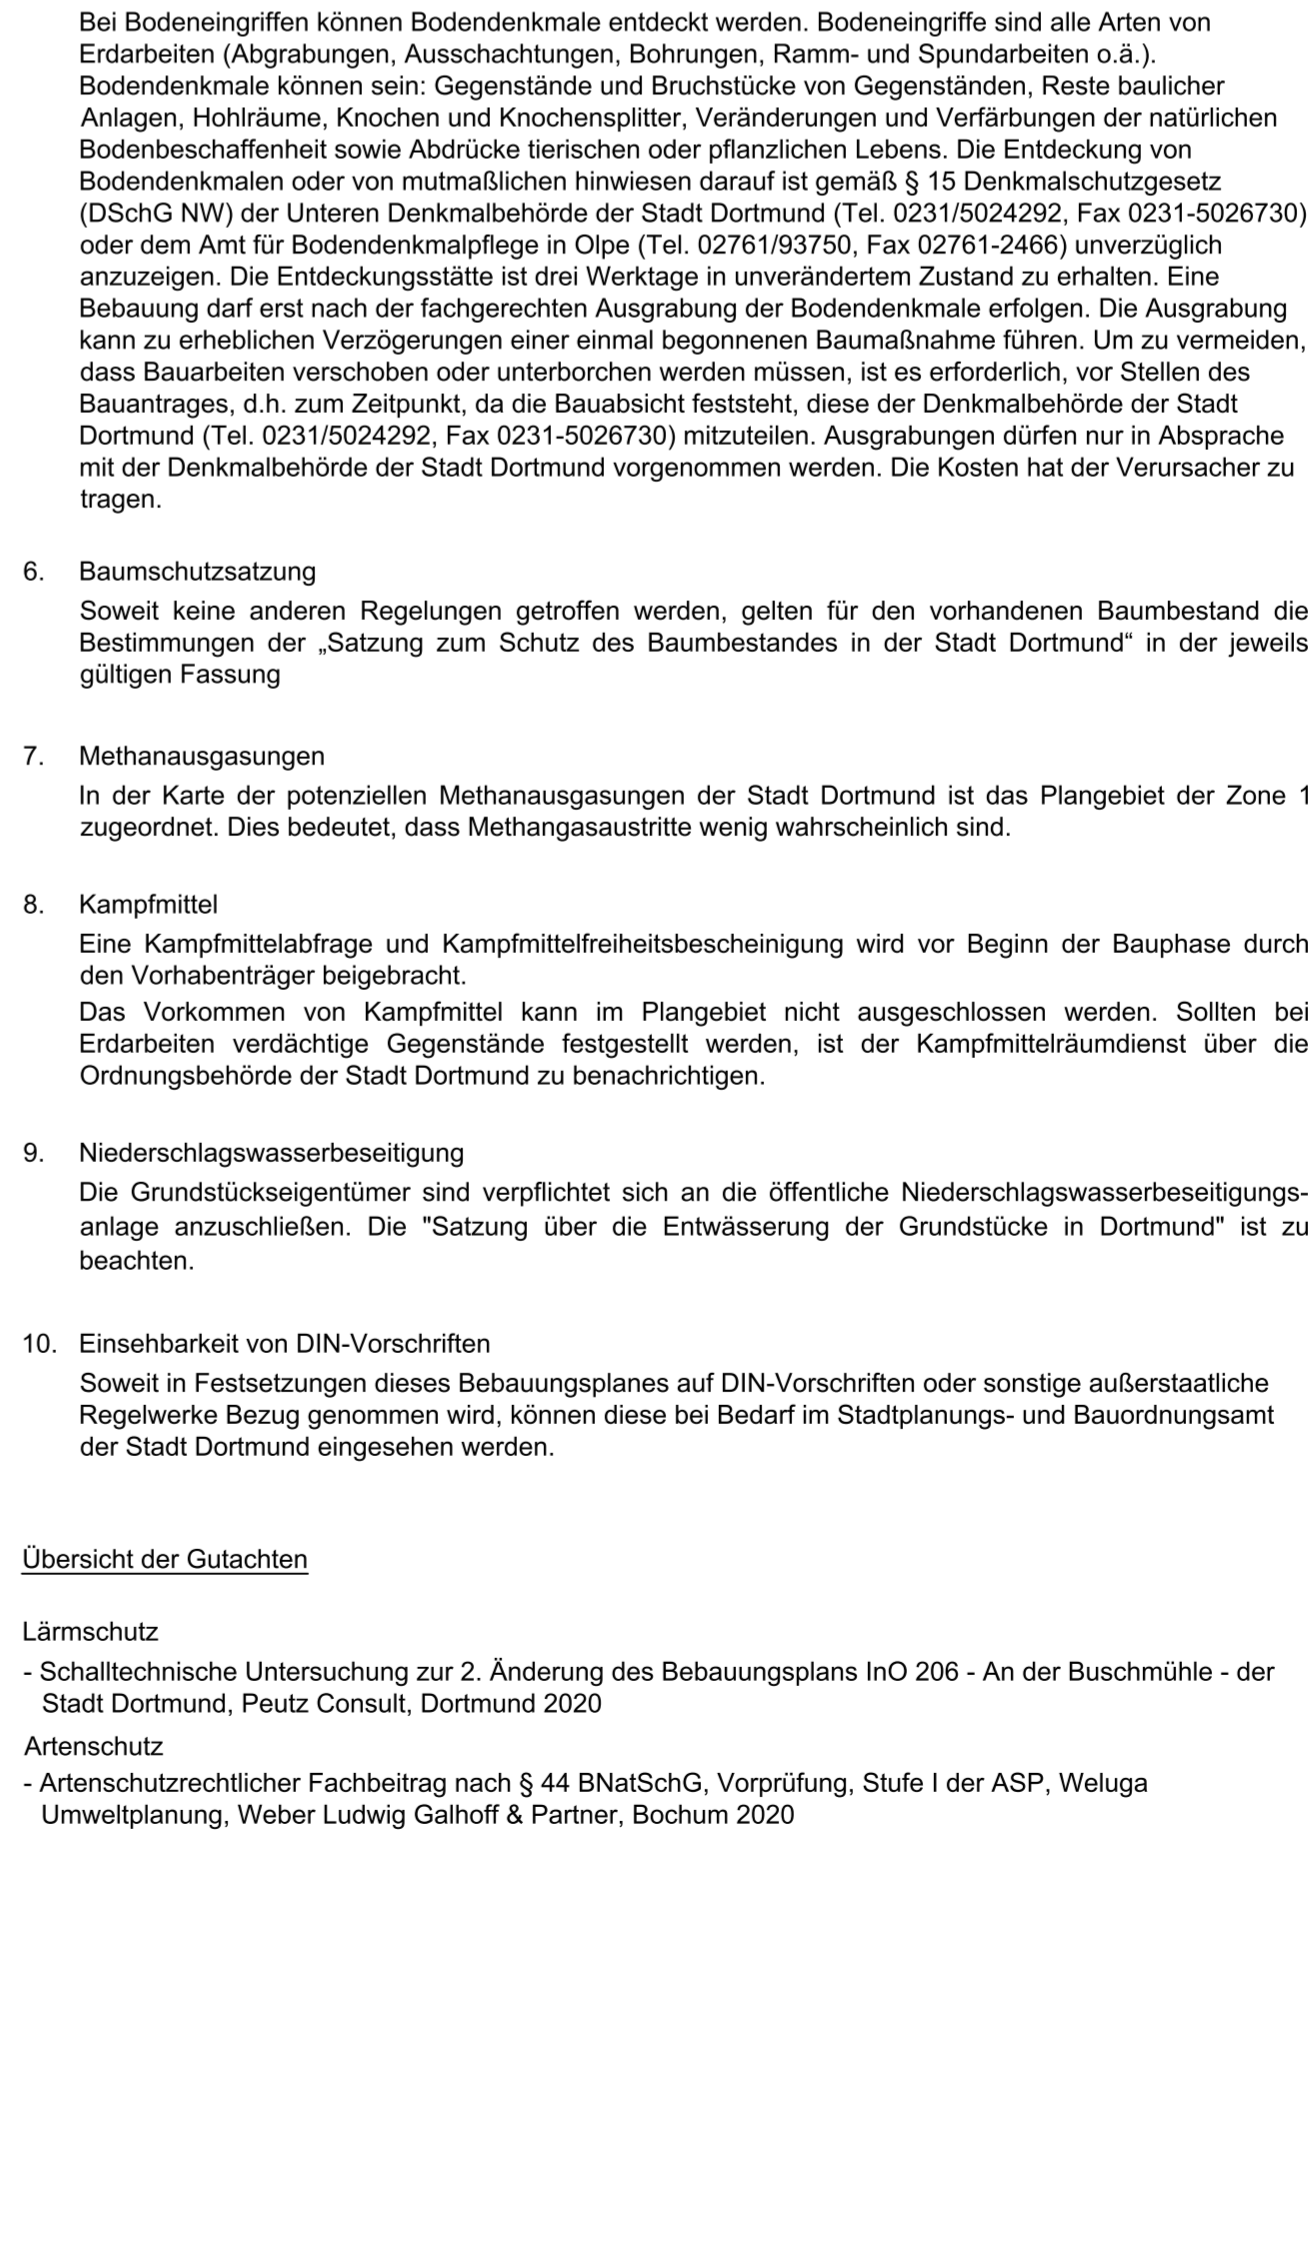 Bei Bodeneingriffen können Bodendenkmale entdeckt werden. Bodeneingriffe sind alle Arten von
Erdarbeiten (Abgrabungen, Ausschachtungen, Bohrungen, Ramm- und Spundarbeiten o.ä.).
Bodendenkmale können sein: Gegenstände und Bruchstücke von Gegenständen, Reste baulicher
Anlagen, Hohlräume, Knochen und Knochensplitter, Veränderungen und Verfärbungen der natürlichen
Bodenbeschaffenheit sowie Abdrücke tierischen oder pflanzlichen Lebens. Die Entdeckung von
Bodendenkmalen oder von mutmaßlichen hinwiesen darauf ist gemäß § 15 Denkmalschutzgesetz
(DSchG NW) der Unteren Denkmalbehörde der Stadt Dortmund (Tel. 0231/5024292, Fax 0231-5026730)
oder dem Amt für Bodendenkmalpflege in Olpe (Tel. 02761/93750, Fax 02761-2466) unverzüglich
anzuzeigen. Die Entdeckungsstätte ist drei Werktage in unverändertem Zustand zu erhalten. Eine
Bebauung darf erst nach der fachgerechten Ausgrabung der Bodendenkmale erfolgen. Die Ausgrabung
kann zu erheblichen Verzögerungen einer einmal begonnenen Baumaßnahme führen. Um zu vermeiden,
dass Bauarbeiten verschoben oder unterborchen werden müssen, ist es erforderlich, vor Stellen des
Bauantrages, d.h. zum Zeitpunkt, da die Bauabsicht feststeht, diese der Denkmalbehörde der Stadt
Dortmund (Tel. 0231/5024292, Fax 0231-5026730) mitzuteilen. Ausgrabungen dürfen nur in Absprache
mit der Denkmalbehörde der Stadt Dortmund vorgenommen werden. Die Kosten hat der Verursacher zu
tragen.
6. Baumschutzsatzung
Soweit keine anderen Regelungen getroffen werden, gelten für den vorhandenen Baumbestand die
Bestimmungen der „Satzung zum Schutz des Baumbestandes in der Stadt Dortmund“ in der jeweils
gültigen Fassung
7. Methanausgasungen
In der Karte der potenziellen Methanausgasungen der Stadt Dortmund ist das Plangebiet der Zone 1
zugeordnet. Dies bedeutet, dass Methangasaustritte wenig wahrscheinlich sind.
8. Kampfmittel
Eine Kampfmittelabfrage und Kampfmittelfreiheitsbescheinigung wird vor Beginn der Bauphase durch
den Vorhabenträger beigebracht.
Das Vorkommen von Kampfmittel kann im Plangebiet nicht ausgeschlossen werden. Sollten bei
Erdarbeiten verdächtige Gegenstände festgestellt werden, ist der Kampfmittelräumdienst über die
Ordnungsbehörde der Stadt Dortmund zu benachrichtigen.
9. Niederschlagswasserbeseitigung
Die Grundstückseigentümer sind verpflichtet sich an die öffentliche Niederschlagswasserbeseitigungs-
anlage anzuschließen. Die "Satzung über die Entwässerung der Grundstücke in Dortmund" ist zu
beachten.
10. Einsehbarkeit von DIN-Vorschriften
Soweit in Festsetzungen dieses Bebauungsplanes auf DIN-Vorschriften oder sonstige außerstaatliche
Regelwerke Bezug genommen wird, können diese bei Bedarf im Stadtplanungs- und Bauordnungsamt
der Stadt Dortmund eingesehen werden.
Übersicht der Gutachten
Lärmschutz
- Schalltechnische Untersuchung zur 2. Änderung des Bebauungsplans InO 206 - An der Buschmühle - der
Stadt Dortmund, Peutz Consult, Dortmund 2020
Artenschutz
- Artenschutzrechtlicher Fachbeitrag nach § 44 BNatSchG, Vorprüfung, Stufe I der ASP, Weluga
Umweltplanung, Weber Ludwig Galhoff & Partner, Bochum 2020